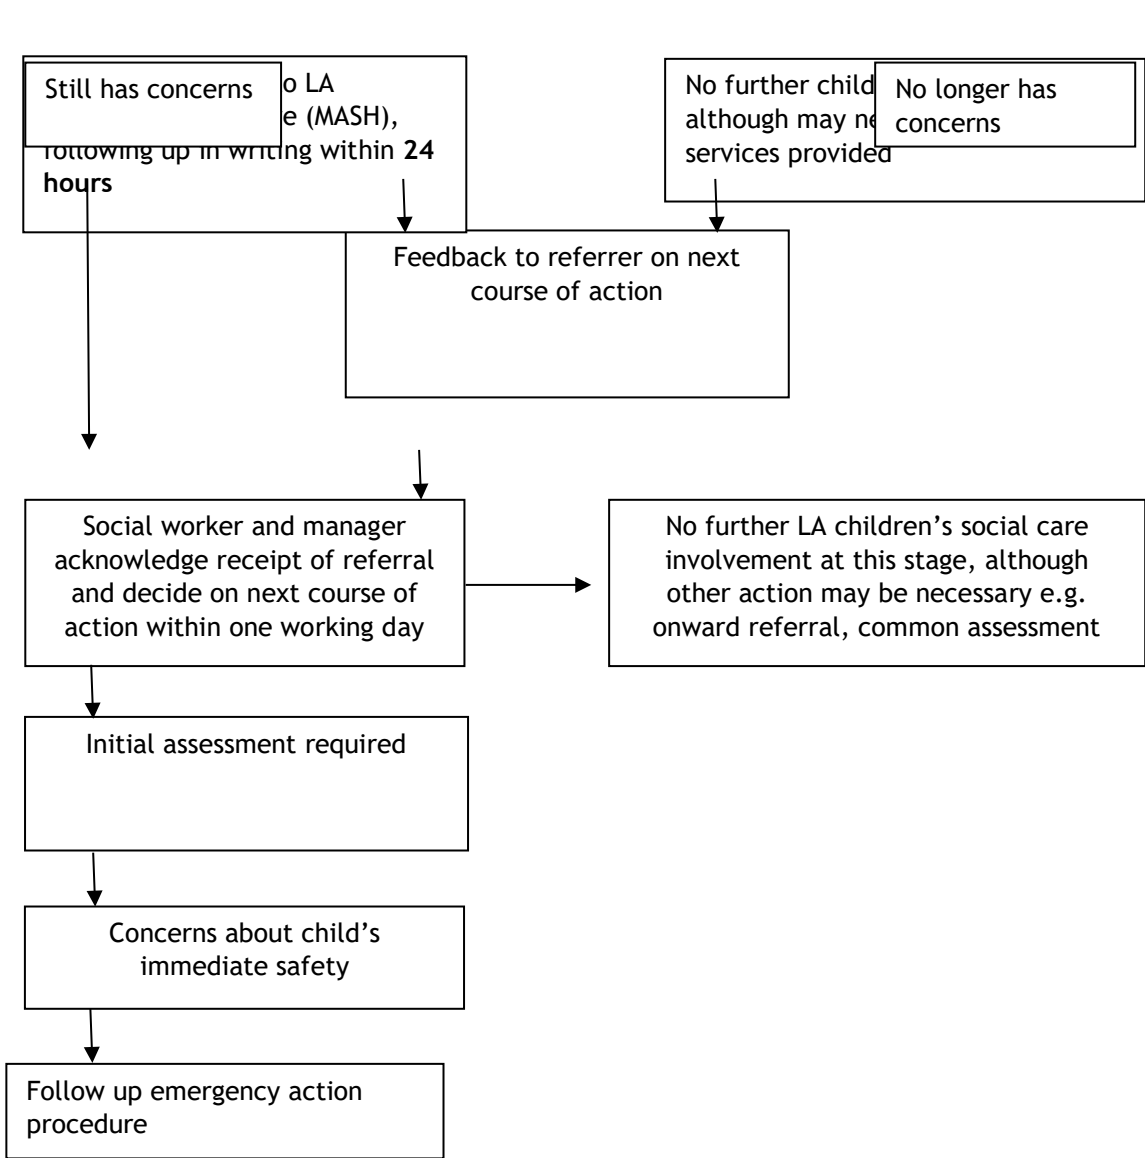 Still has concerns
o LA
e (MASH),
following up in writing within 24
hours
No further child
although may ne
services provided
No longer has
concerns
Feedback to referrer on next
course of action
Social worker and manager
acknowledge receipt of referral
and decide on next course of
action within one working day
No further LA children’s social care
involvement at this stage, although
other action may be necessary e.g.
onward referral, common assessment
Initial assessment required
Concerns about child’s
immediate safety
Follow up emergency action
procedure